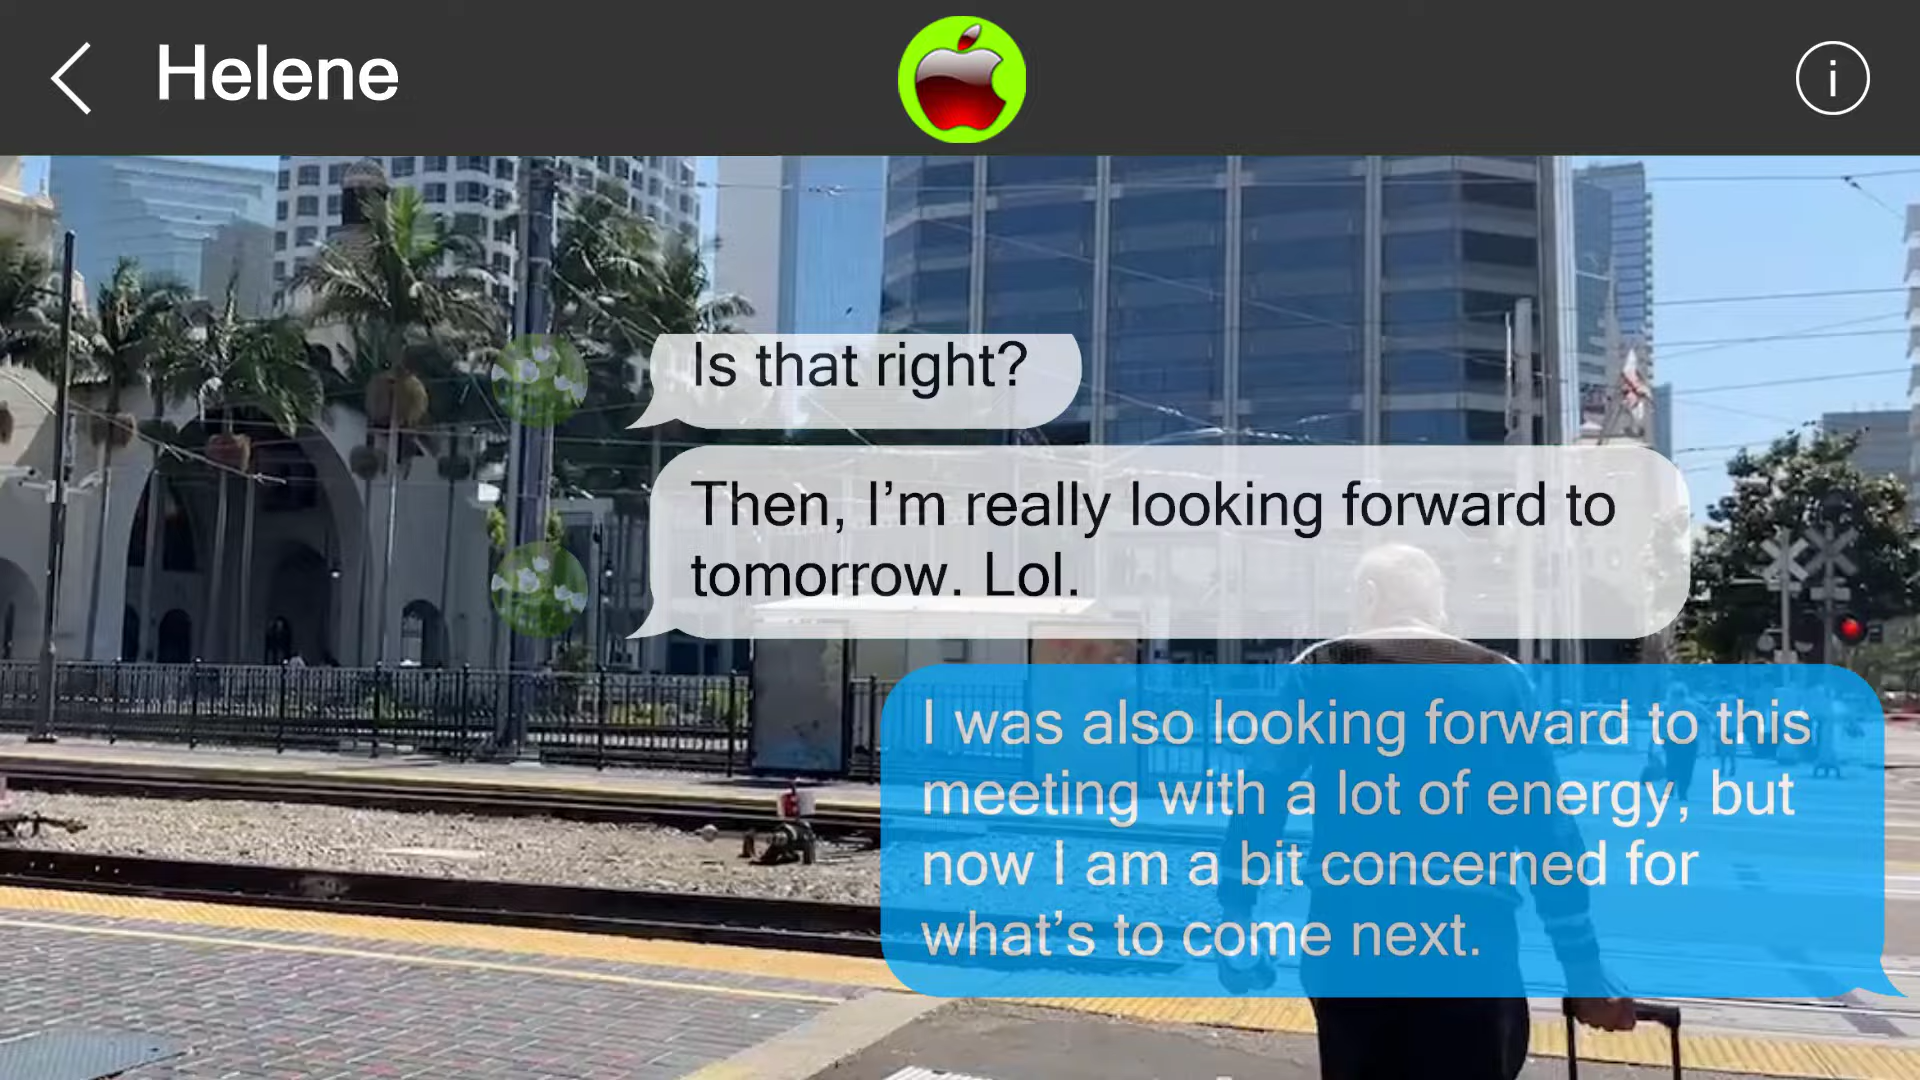 Helene
i
Is that right?
Then, I’m really looking forward to
tomorrow. Lol.
I was also looking forward to this
meeting with a lot of energy, but
now I am a bit concerned for
what’s to come next.